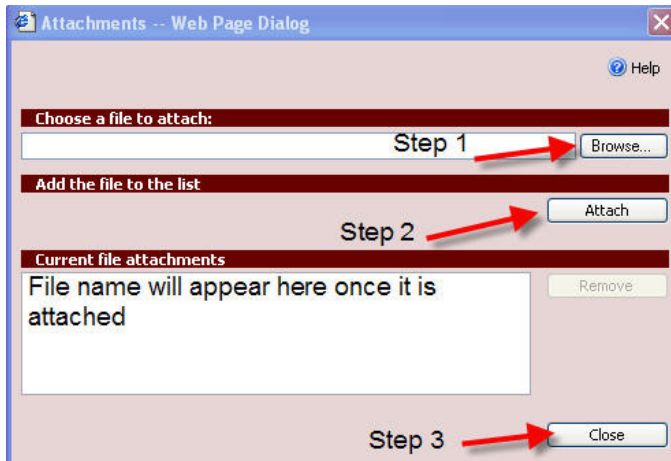 Attachments -- Web Page Dialog
Help
Choose a file to attach:
Step 1
Browse...
Add the file to the list
Attach
Step 2
Current file attachments
File name will appear here once it is
attached
Remove
Step 3
Close